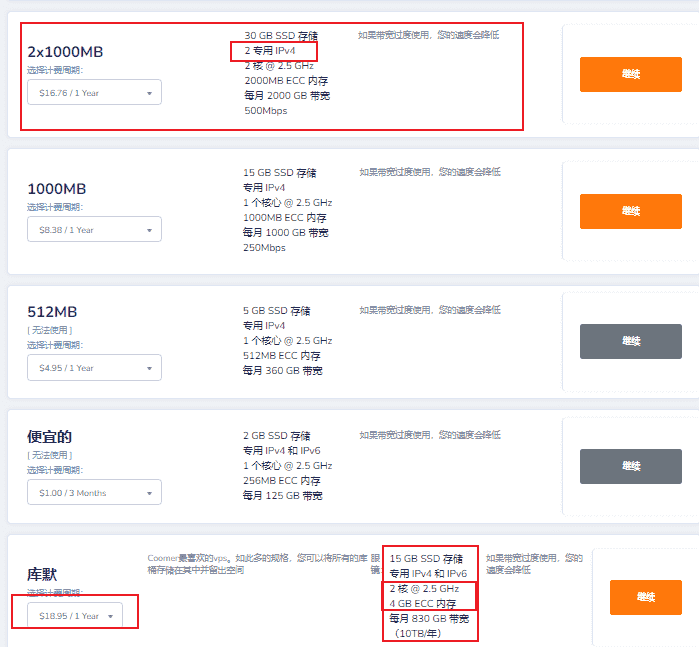 2x1000MB
选择计费周期：
$16.76 / 1 Year
30 GB SSD 存储
2 专用 IPv4
2 核 @ 2.5 GHz
2000MB ECC 内存
每月 2000 GB 带宽
500Mbps
如果带宽过度使用，您的速度会降低
继续
1000MB
选择计费周期：
$8.38 / 1 Year
15 GB SSD 存储
专用 IPv4
1 个核心 @ 2.5 GHz
1000MB ECC 内存
每月 1000 GB 带宽
250Mbps
如果带宽过度使用，您的速度会降低
继续
512MB
[ 无法使用 ]
选择计费周期：
$4.95 / 1 Year
5 GB SSD 存储
专用 IPv4
1 个核心 @ 2.5 GHz
512MB ECC 内存
每月 360 GB 带宽
如果带宽过度使用，您的速度会降低
继续
便宜的
[ 无法使用 ]
选择计费周期：
$1.00 / 3 Months
2 GB SSD 存储
专用 IPv4 和 IPv6
1 个核心 @ 2.5 GHz
256MB ECC 内存
每月 125 GB 带宽
如果带宽过度使用，您的速度会降低
继续
库默
选择计费周期：
$18.95 / 1 Year
Coomer最喜欢的vps。如此多的规格，您可以将所有的库
桶存储在其中并留出空间
眼
镜：
15 GB SSD 存储
专用 IPv4 和 IPv6
2 核 @ 2.5 GHz
4 GB ECC 内存
每月 830 GB 带宽
（10TB/年）
如果带宽过度使用，您的
速度会降低
继续